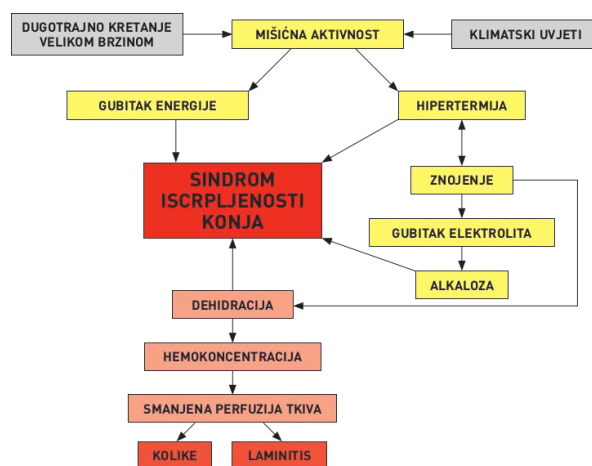 DUGOTRAJNO KRETANJE
VELIKOM BRZINOM
MIŠIĆNA AKTIVNOST
KLIMATSKI UVJETI
GUBITAK ENERGIJE
HIPERTERMIJA
SINDROM
ISCRPLJENOSTI
KONJA
ZNOJENJE
GUBITAK ELEKTROLITA
ALKALOZA
DEHIDRACIJA
HEMOKONCENTRACIJA
SMANJENA PERFUZIJA TKIVA
KOLIKE
LAMINITIS